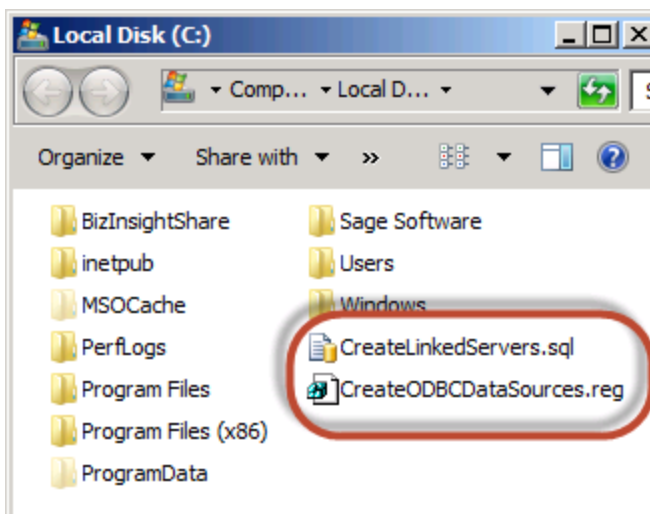 Local Disk (C:)
Comp... Local D...
Organize Share with »
BizInsightShare
inetpub
MSOCache
PerfLogs
Program Files
Program Files (x86)
ProgramData
Sage Software
Users
Windows
CreateLinkedServers.sql
CreateODBCDataSources.reg